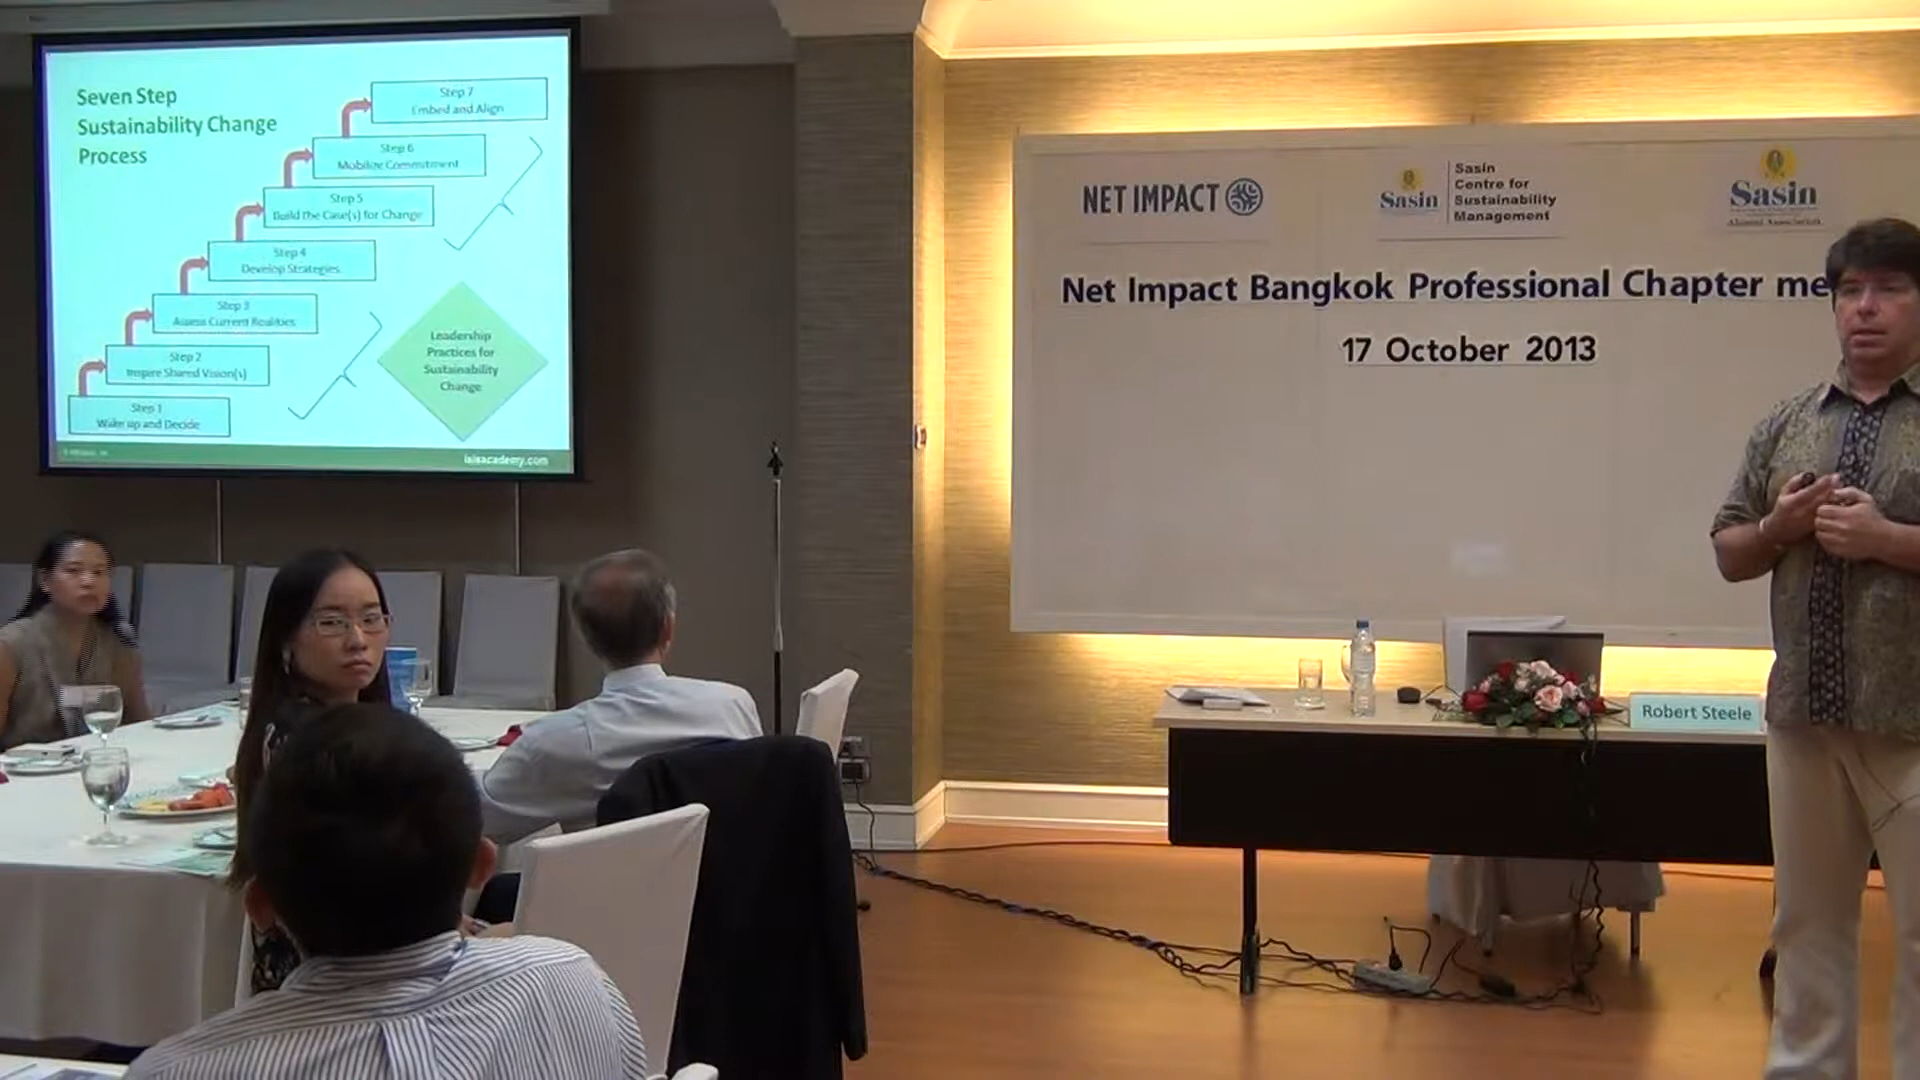 Seven Step
Sustainability Change
Process
Step 7
Embed and Align
Step 6
Mobilize Commitment
Step 5
Build the Case(s) for Change
Step 4
Develop Strategies
Step 3
Assess Current Realities
Step 2
Inspire Shared Vision(s)
Step 1
Wake up and Decide
Leadership
Practices for
Sustainability
Change
isisacademy.com
NET IMPACT
Sasin
Sasin
Centre for
Sustainability
Management
Sasin
Alumni Association
Net Impact Bangkok Professional Chapter me
17 October 2013
Robert Steele